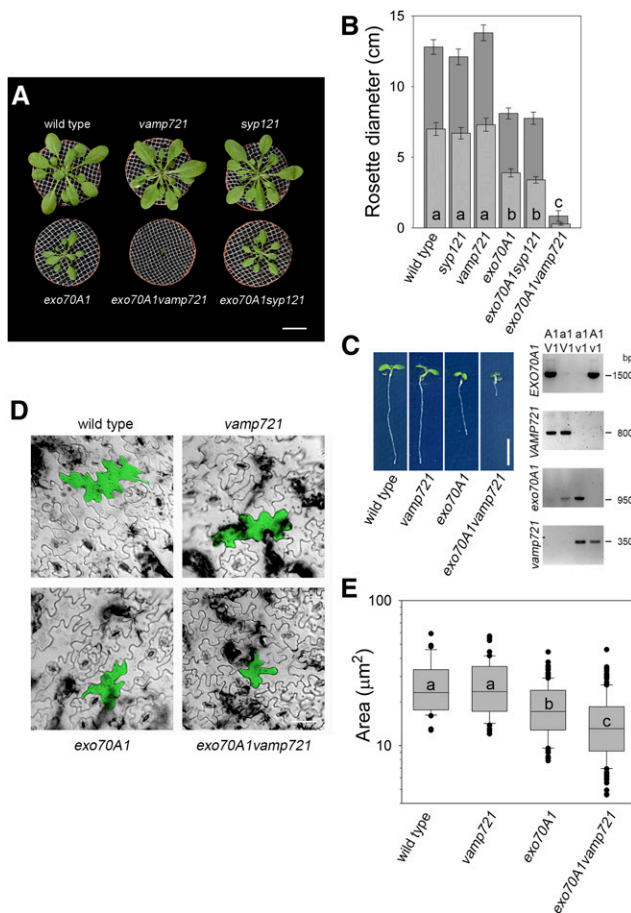 A
wild type vamp721 syp121
exo70A1 exo70A1vamp721 exo70A1syp121
B
Rosette diameter (cm)
15
10
5
0
a a a b b c
wild type syp121 vamp721 exo70A1 exo70A1syp121 exo70A1vamp721
C
wild type vamp721 exo70A1 exo70A1vamp721
A1 a1 a1 A1
V1 V1 v1 v1
bp
EXO70A1 1500
VAMP721 800
exo70A1 950
vamp721 350
D
wild type vamp721
exo70A1 exo70A1vamp721
E
Area (μm²)
100
10
a a b c
wild type vamp721 exo70A1 exo70A1vamp721